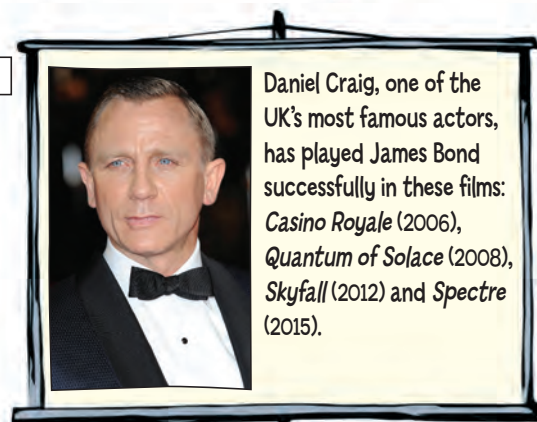 Daniel Craig, one of the
UK's most famous actors,
has played James Bond
successfully in these films:
Casino Royale (2006),
Quantum of Solace (2008),
Skyfall (2012) and Spectre
(2015).